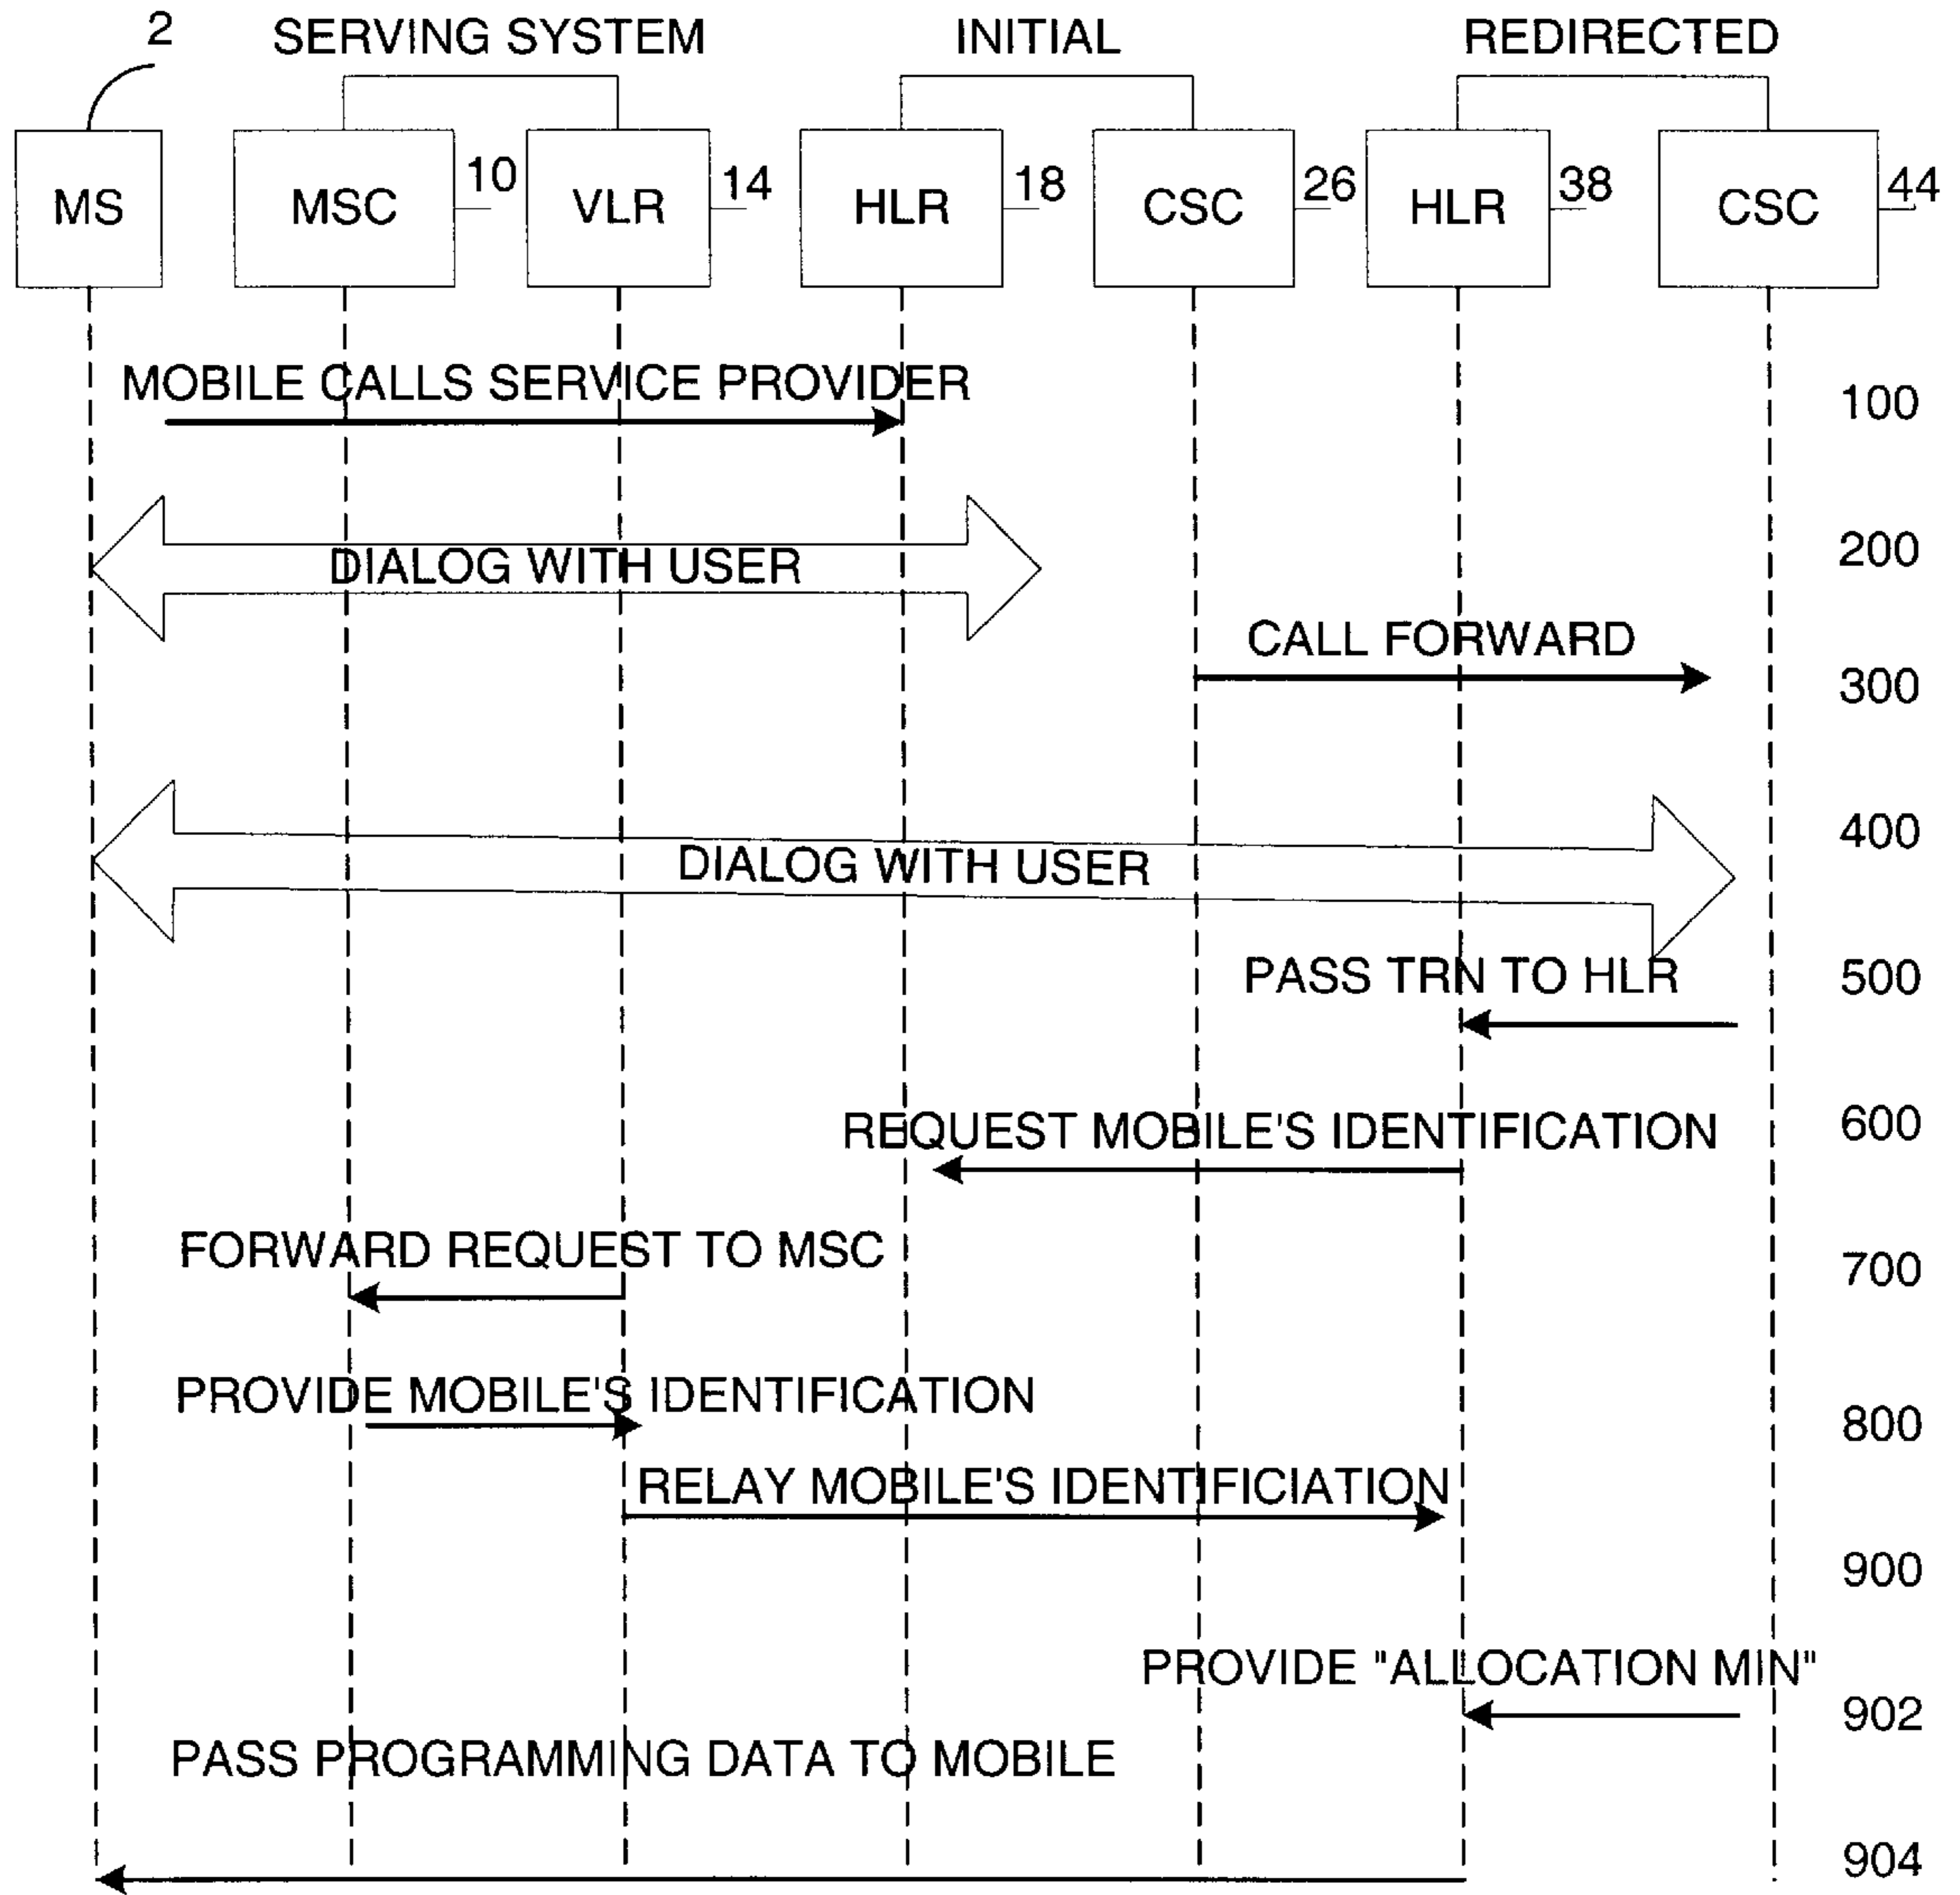 2
SERVING SYSTEM INITIAL REDIRECTED
MS MSC 10 VLR 14 HLR 18 CSC 26 HLR 38 CSC 44
MOBILE CALLS SERVICE PROVIDER
100
DIALOG WITH USER
200
CALL FORWARD
300
DIALOG WITH USER
400
PASS TRN TO HLR
500
REQUEST MOBILE'S IDENTIFICATION
600
FORWARD REQUEST TO MSC
700
PROVIDE MOBILE'S IDENTIFICATION
800
RELAY MOBILE'S IDENTIFICIATION
900
PROVIDE "ALLOCATION MIN"
902
PASS PROGRAMMING DATA TO MOBILE
904